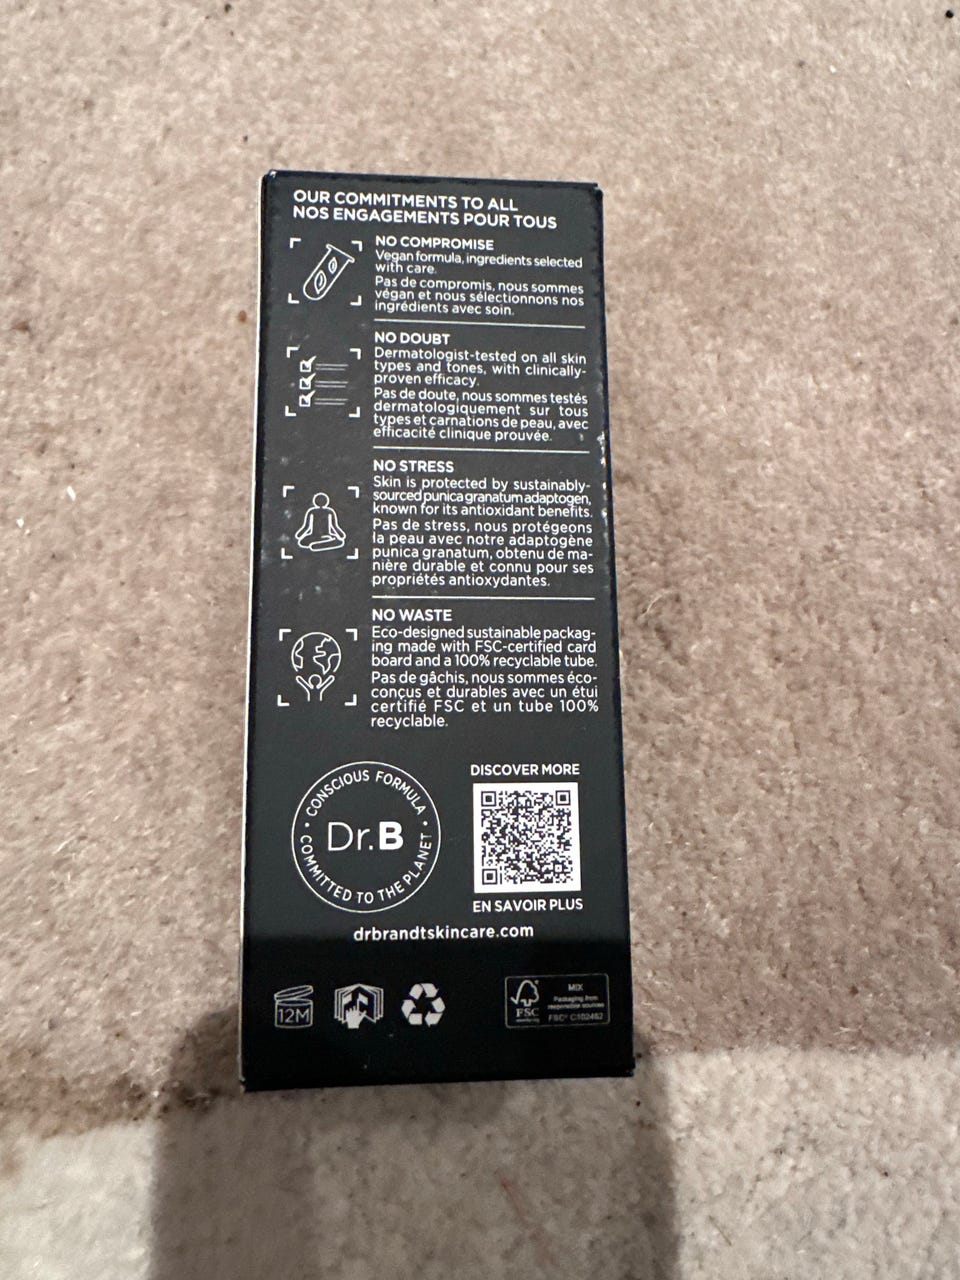 OUR COMMITMENTS TO ALL
NOS ENGAGEMENTS POUR TOUS
NO COMPROMISE
Vegan formula, ingredients selected
with care.
Pas de compromis, nous sommes
végan et nous sélectionnons nos
ingrédients avec soin.
NO DOUBT
Dermatologist-tested on all skin
types and tones, with clinically-
proven efficacy.
Pas de doute, nous sommes testés
dermatologiquement sur tous
types et carnations de peau, avec
efficacité clinique prouvée.
NO STRESS
Skin is protected by sustainably-
sourced punica granatum adaptogen,
known for its antioxidant benefits.
Pas de stress, nous protégeons
la peau avec notre adaptogène
punica granatum, obtenu de ma-
nière durable et connu pour ses
propriétés antioxydantes.
NO WASTE
Eco-designed sustainable packag-
ing made with FSC-certified card
board and a 100% recyclable tube.
Pas de gâchis, nous sommes éco-
conçus et durables avec un étui
certifié FSC et un tube 100%
recyclable.
• CONSCIOUS FORMULA •
Dr.B
COMMITTED TO THE PLANET
DISCOVER MORE
EN SAVOIR PLUS
drbrandtskincare.com
12M
FSC
MIX
Packaging from
responsible sources
FSC® C102462